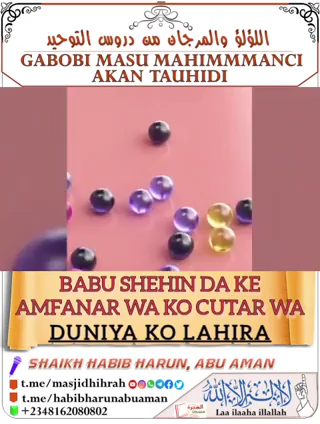 اللؤلؤ والمرجان من دروس التوحيد
GABOBI MASU MAHIMMMANCI
AKAN TAUHIDI
BABU SHEHIN DA KE
AMFANAR WA KO CUTAR WA
DUNIYA KO LAHIRA
SHAIKH HABIB HARUN, ABU AMAN
t.me/masjidhihrah
t.me/habibharunabuaman
+2348162080802
لا إله إلا الله
Laa ilaaha illallah